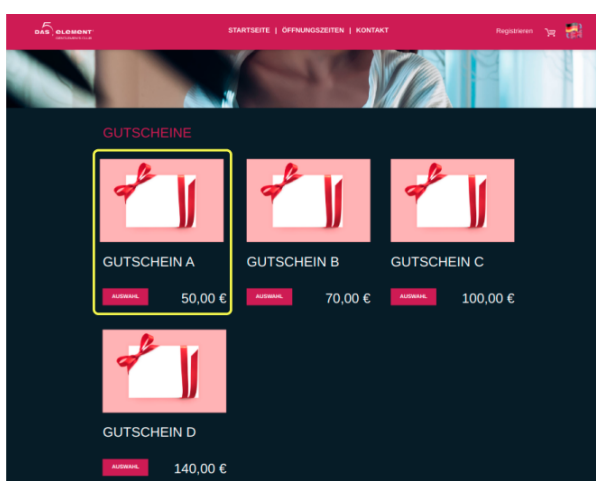 DAS 5 ELEMENT
STARTSEITE | ÖFFNUNGSZEITEN | KONTAKT
Registrieren
GUTSCHEINE
GUTSCHEIN A
GUTSCHEIN B
GUTSCHEIN C
AUSWAHL 50,00 €
AUSWAHL 70,00 €
AUSWAHL 100,00 €
GUTSCHEIN D
AUSWAHL 140,00 €